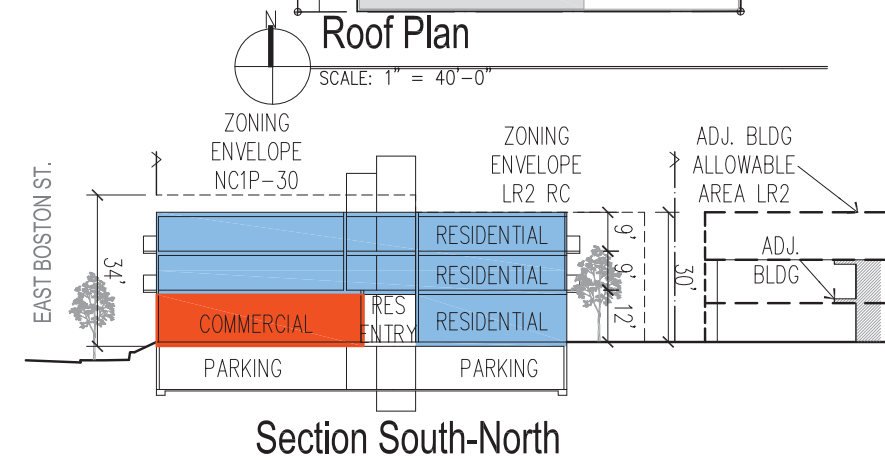 N
Roof Plan
SCALE: 1" = 40'-0"
ZONING
ENVELOPE
NC1P-30
ZONING
ENVELOPE
LR2 RC
ADJ. BLDG
ALLOWABLE
AREA LR2
EAST BOSTON ST.
34'
RESIDENTIAL
9'
ADJ.
BLDG
RESIDENTIAL
9'
30'
COMMERCIAL
RES
ENTRY
RESIDENTIAL
12'
PARKING
PARKING
Section South-North